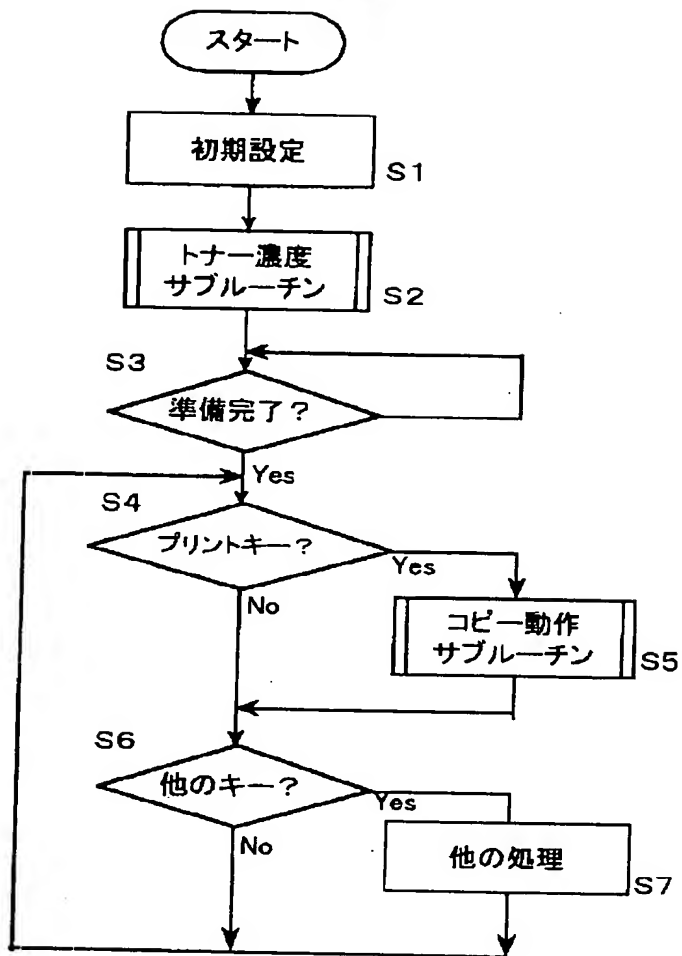 スタート
初期設定
S1
トナー濃度
サブルーチン
S2
S3
準備完了?
Yes
S4
プリントキー?
Yes
No
コピー動作
サブルーチン
S5
S6
他のキー?
Yes
No
他の処理
S7